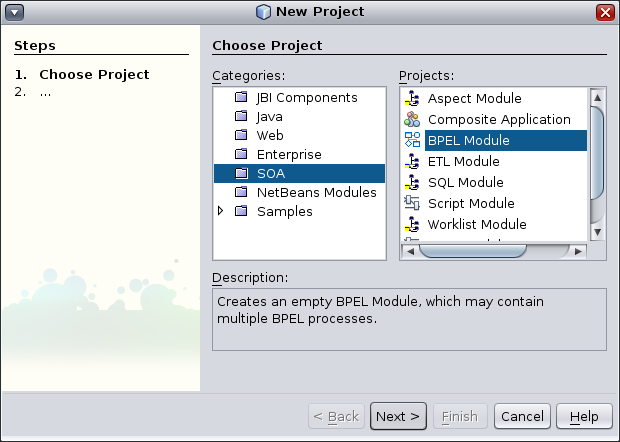 New Project
Steps
1. Choose Project
2. ...
Choose Project
Categories:
JBI Components
Java
Web
Enterprise
SOA
NetBeans Modules
Samples
Projects:
Aspect Module
Composite Application
BPEL Module
ETL Module
SQL Module
Script Module
Worklist Module
Description:
Creates an empty BPEL Module, which may contain
multiple BPEL processes.
< Back
Next >
Finish
Cancel
Help